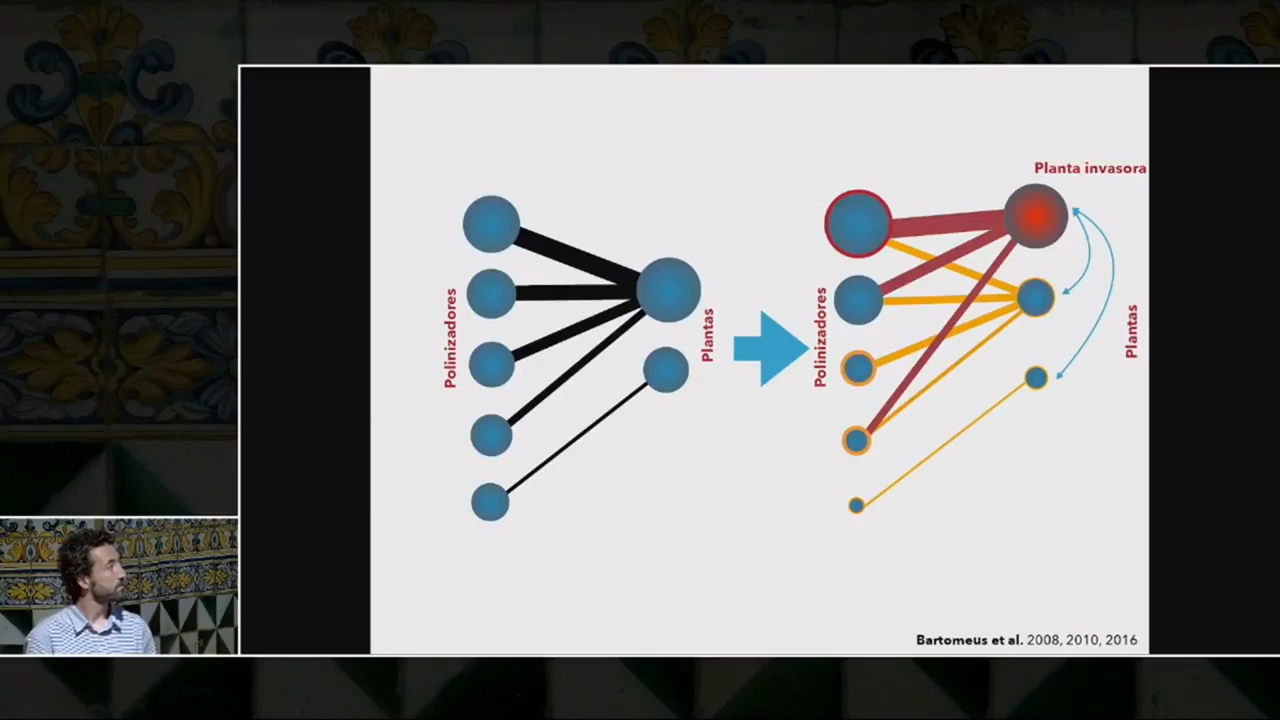 Planta invasora
Polinizadores
Plantas
Polinizadores
Plantas
Bartomeus et al. 2008, 2010, 2016